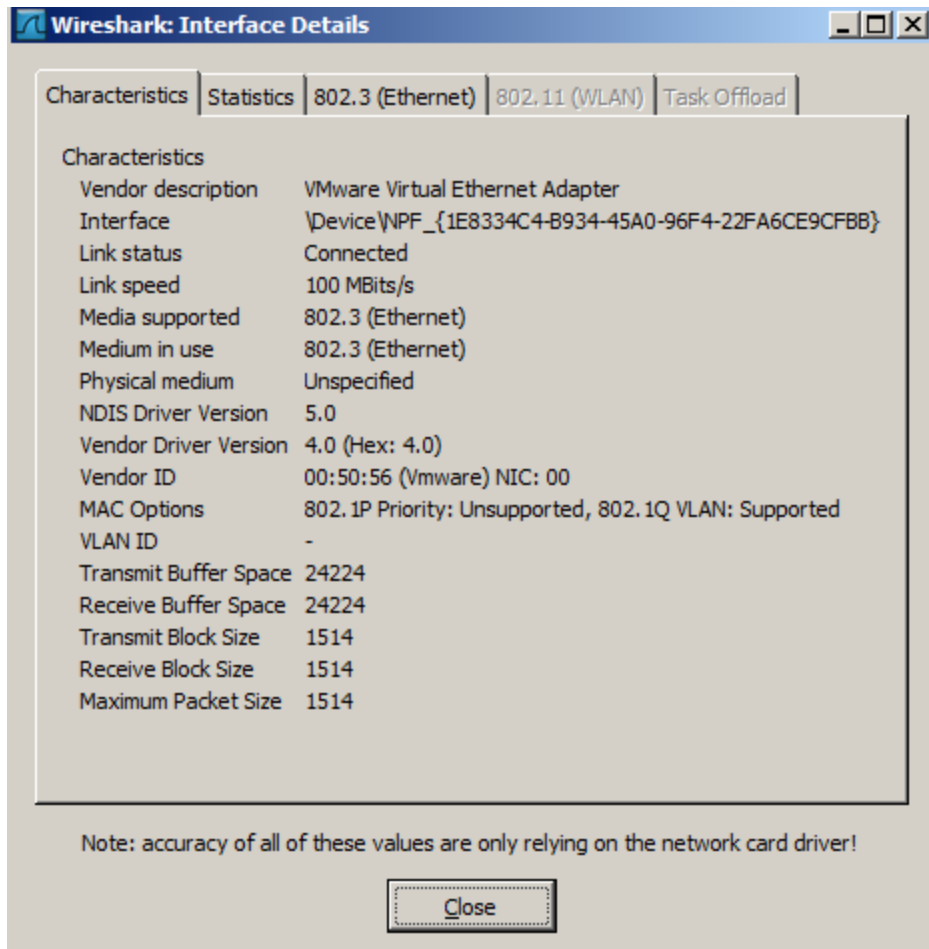 Wireshark: Interface Details
Characteristics Statistics 802.3 (Ethernet) 802.11 (WLAN) Task Offload
Characteristics
Vendor description VMware Virtual Ethernet Adapter
Interface \Device\NPF_{1E8334C4-B934-45A0-96F4-22FA6CE9CFBB}
Link status Connected
Link speed 100 MBits/s
Media supported 802.3 (Ethernet)
Medium in use 802.3 (Ethernet)
Physical medium Unspecified
NDIS Driver Version 5.0
Vendor Driver Version 4.0 (Hex: 4.0)
Vendor ID 00:50:56 (Vmware) NIC: 00
MAC Options 802.1P Priority: Unsupported, 802.1Q VLAN: Supported
VLAN ID -
Transmit Buffer Space 24224
Receive Buffer Space 24224
Transmit Block Size 1514
Receive Block Size 1514
Maximum Packet Size 1514
Note: accuracy of all of these values are only relying on the network card driver!
Close